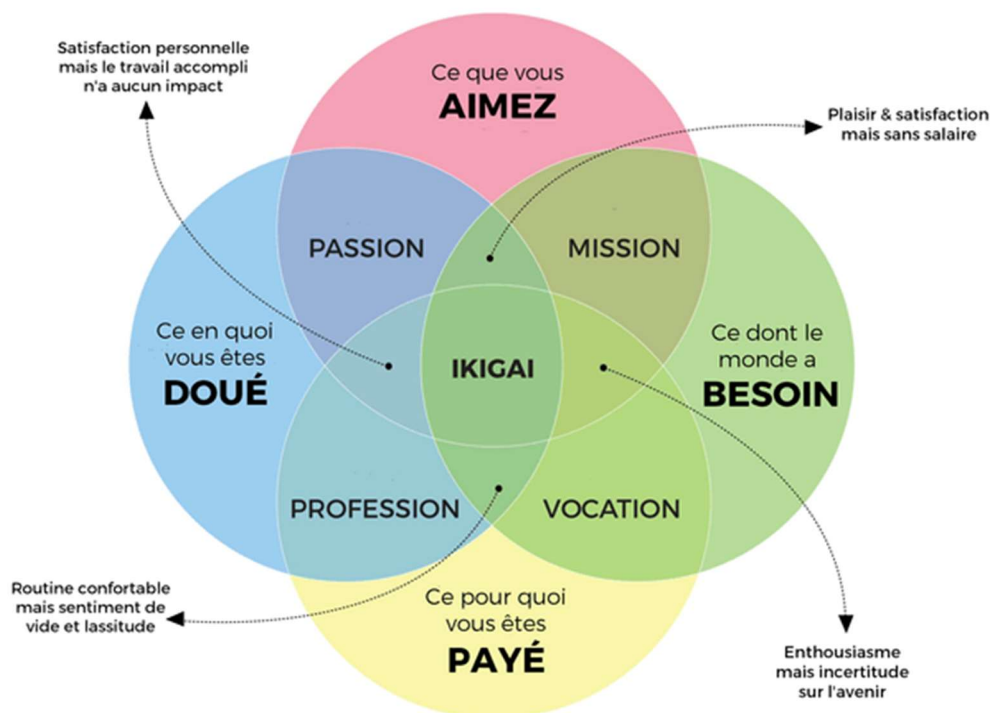 Satisfaction personnelle
mais le travail accompli
n'a aucun impact
Ce que vous
AIMEZ
Plaisir & satisfaction
mais sans salaire
PASSION
MISSION
Ce en quoi
vous êtes
DOUÉ
IKIGAI
Ce dont le
monde a
BESOIN
PROFESSION
VOCATION
Routine confortable
mais sentiment de
vide et lassitude
Ce pour quoi
vous êtes
PAYÉ
Enthousiasme
mais incertitude
sur l'avenir